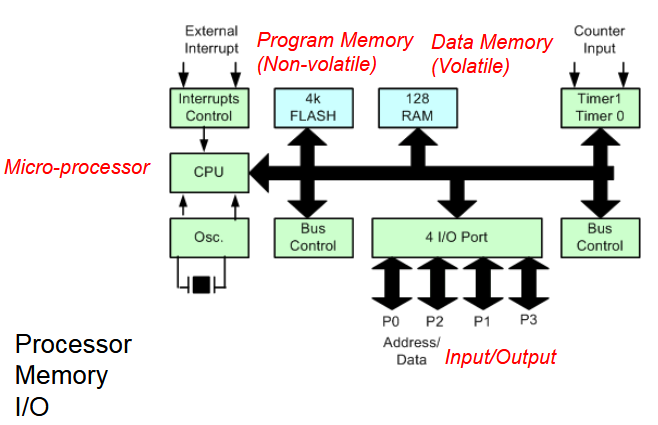 External
Interrupt
Program Memory
(Non-volatile)
Data Memory
(Volatile)
Counter
Input
Interrupts
Control
4k
FLASH
128
RAM
Timer1
Timer 0
Micro-processor
CPU
Osc.
Bus
Control
4 I/O Port
Bus
Control
P0 P2 P1 P3
Address/
Data
Input/Output
Processor
Memory
I/O